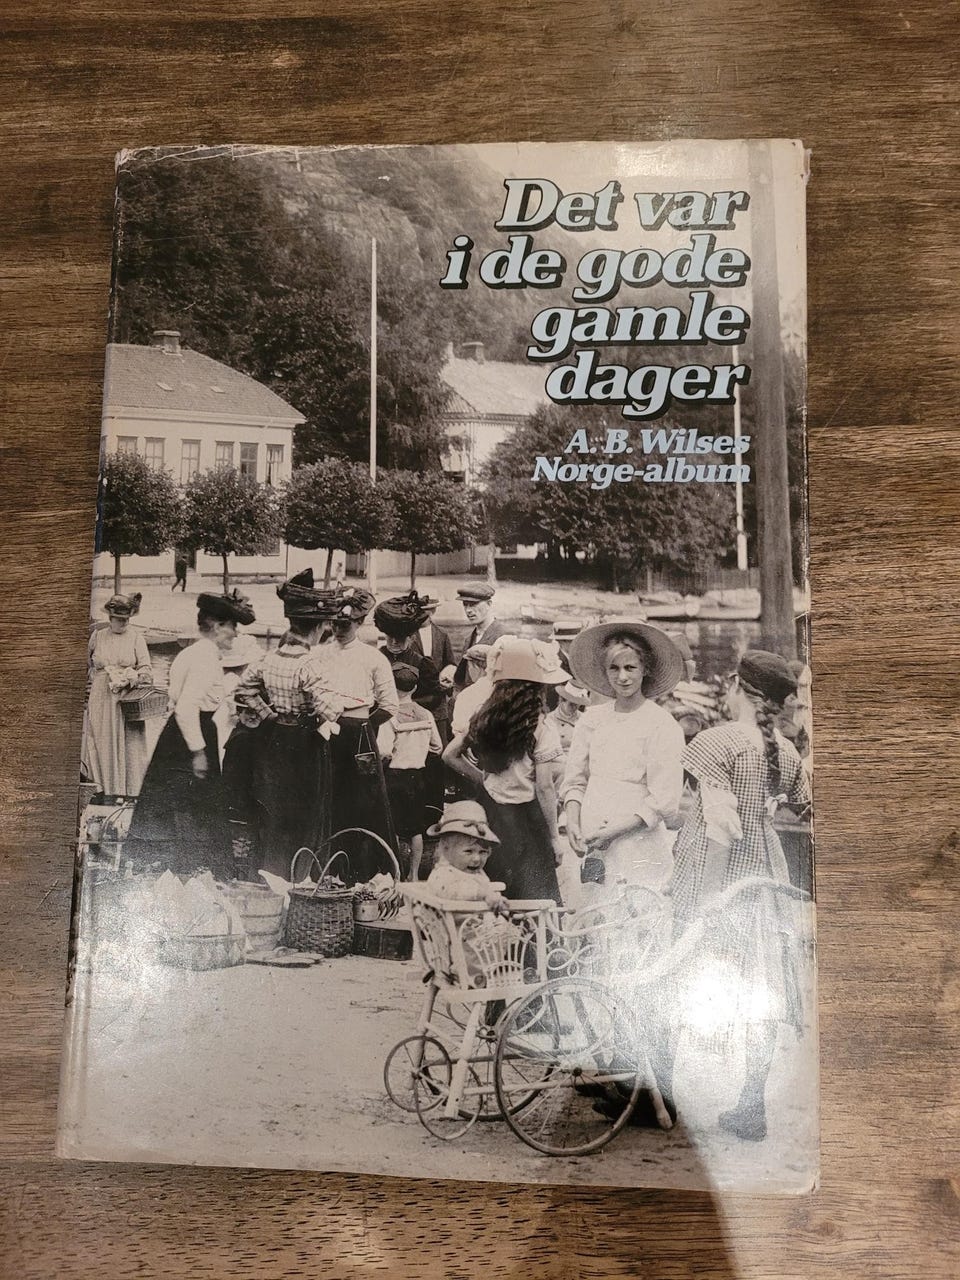 Det var
i de gode
gamle
dager
A. B. Wilses
Norge-album